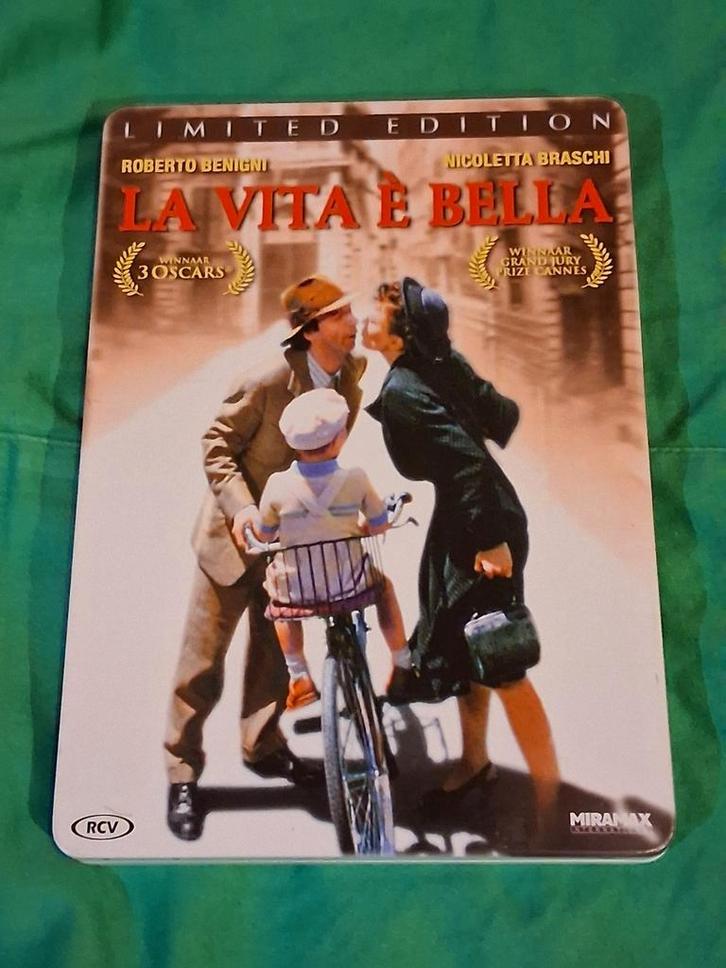 LIMITED EDITION
ROBERTO BENIGNI NICOLETTA BRASCHI
LA VITA È BELLA
WINNAAR
3 OSCARS®
WINNAAR
GRAND JURY
PRIZE CANNES
RCV
MIRAMAX
INTERNATIONAL